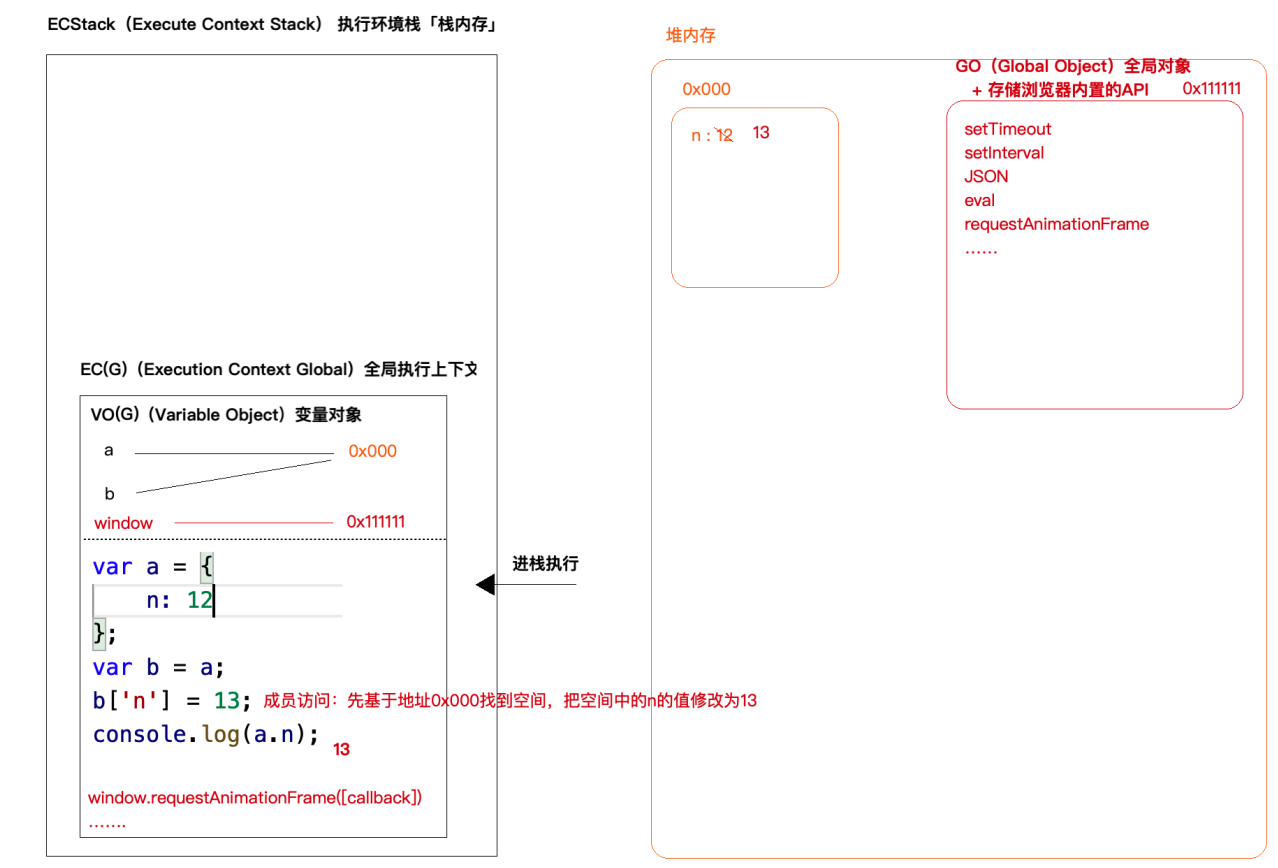 ECStack（Execute Context Stack） 执行环境栈「栈内存」
堆内存
GO（Global Object）全局对象
+ 存储浏览器内置的API 0x111111
0x000
n : 12 13
setTimeout
setInterval
JSON
eval
requestAnimationFrame
……
EC(G)（Execution Context Global）全局执行上下文
VO(G)（Variable Object）变量对象
a 0x000
b
window 0x111111
进栈执行
var a = {
n: 12
};
var b = a;
b['n'] = 13; 成员访问：先基于地址0x000找到空间，把空间中的n的值修改为13
console.log(a.n);
13
window.requestAnimationFrame([callback])
.......